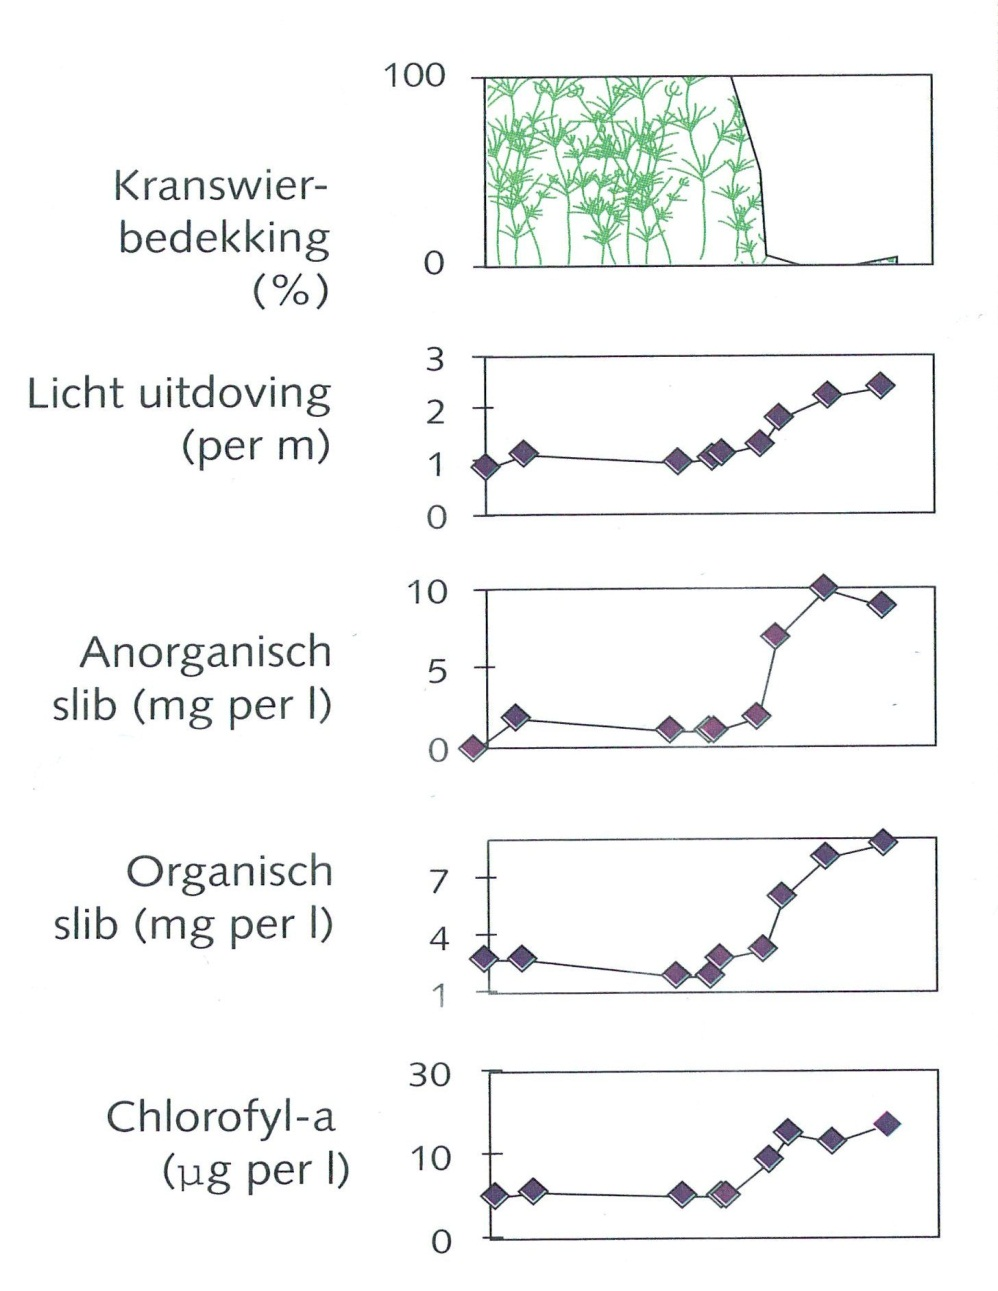 100
Kranswier-
bedekking
(%)
0
3
Licht uitdoving
2
(per m)
1
0
10
Anorganisch
5
slib (mg per l)
0
Organisch
7
slib (mg per l)
4
1
30
Chlorofyl-a
10
(µg per l)
0